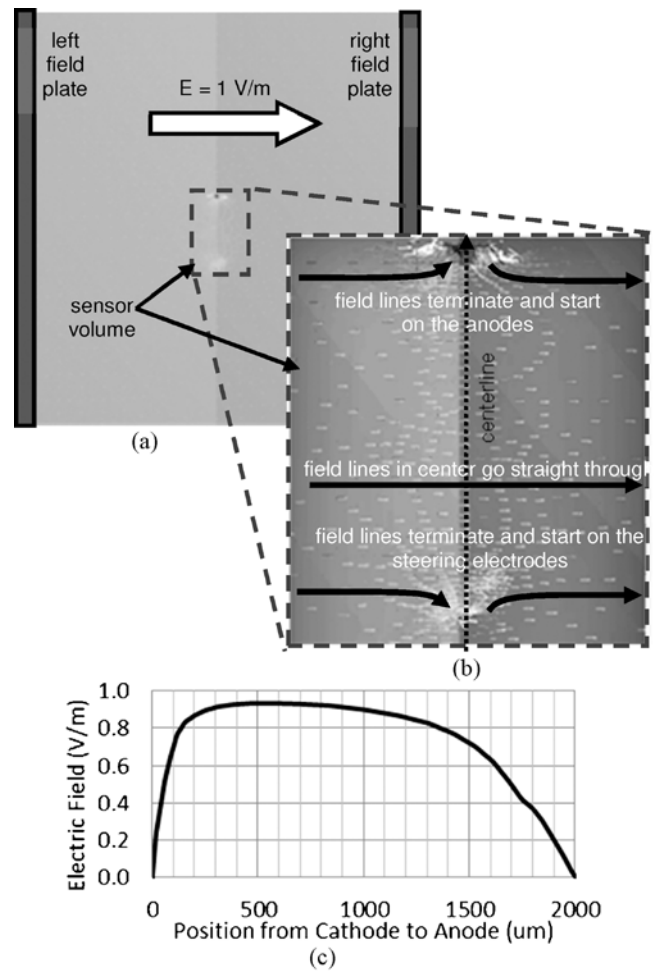 left
field
plate
right
field
plate
E = 1 V/m
sensor
volume
(a)
field lines terminate and start
on the anodes
centerline
field lines in center go straight through
field lines terminate and start on the
steering electrodes
(b)
Electric Field (V/m)
1.0
0.8
0.6
0.4
0.2
0.0
0 500 1000 1500 2000
Position from Cathode to Anode (um)
(c)